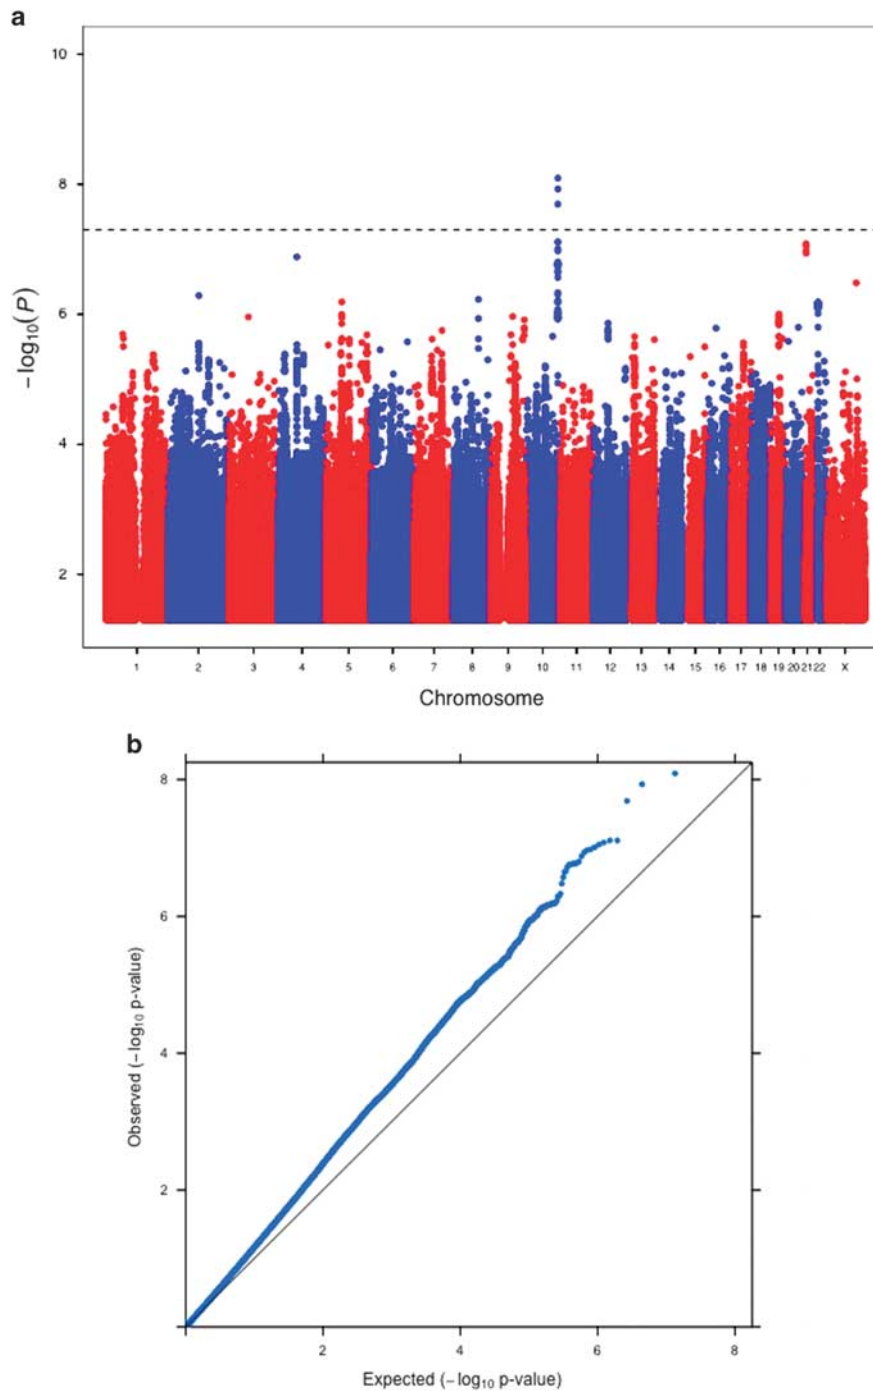 a
10
8
6
4
2
−log₁₀(P)
1 2 3 4 5 6 7 8 9 10 11 12 13 14 15 16 17 18 19 20 21 22 X
Chromosome
b
8
6
4
2
Observed (−log₁₀ p-value)
2 4 6 8
Expected (−log₁₀ p-value)